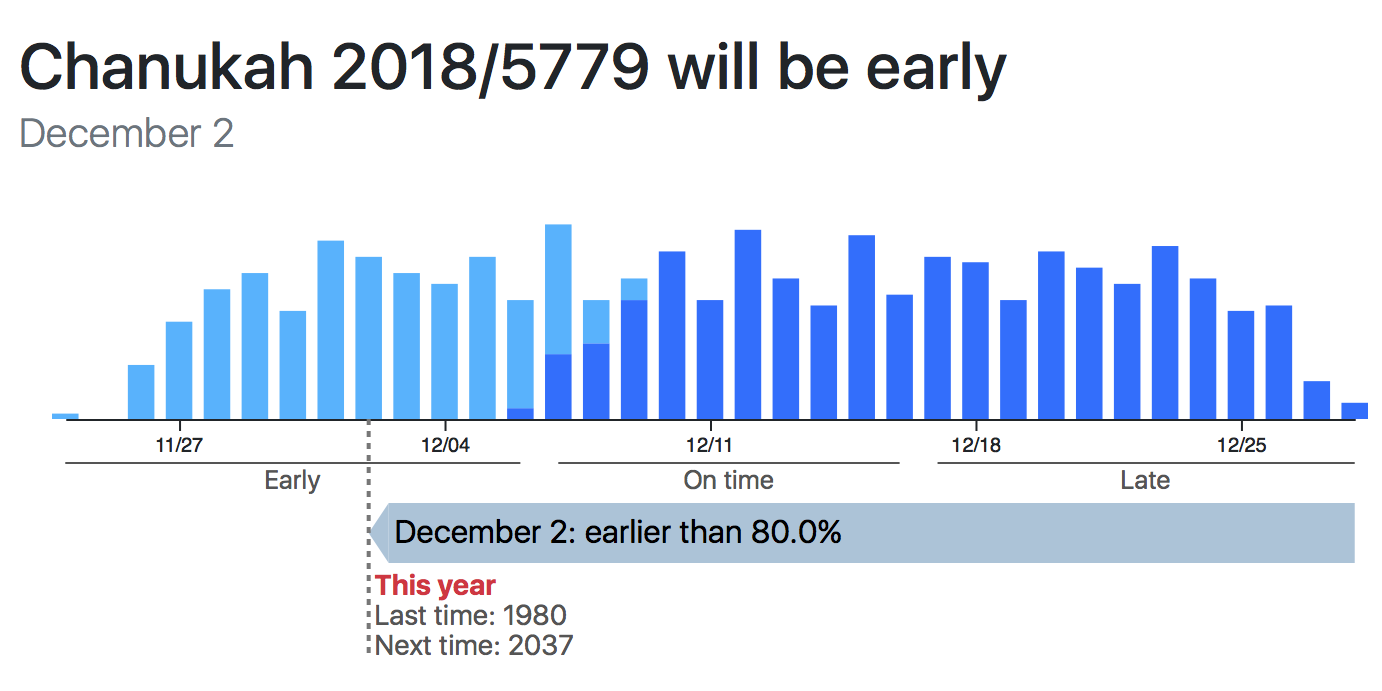 Chanukah 2018/5779 will be early
December 2
11/27 12/04 12/11 12/18 12/25
Early On time Late
December 2: earlier than 80.0%
This year
Last time: 1980
Next time: 2037